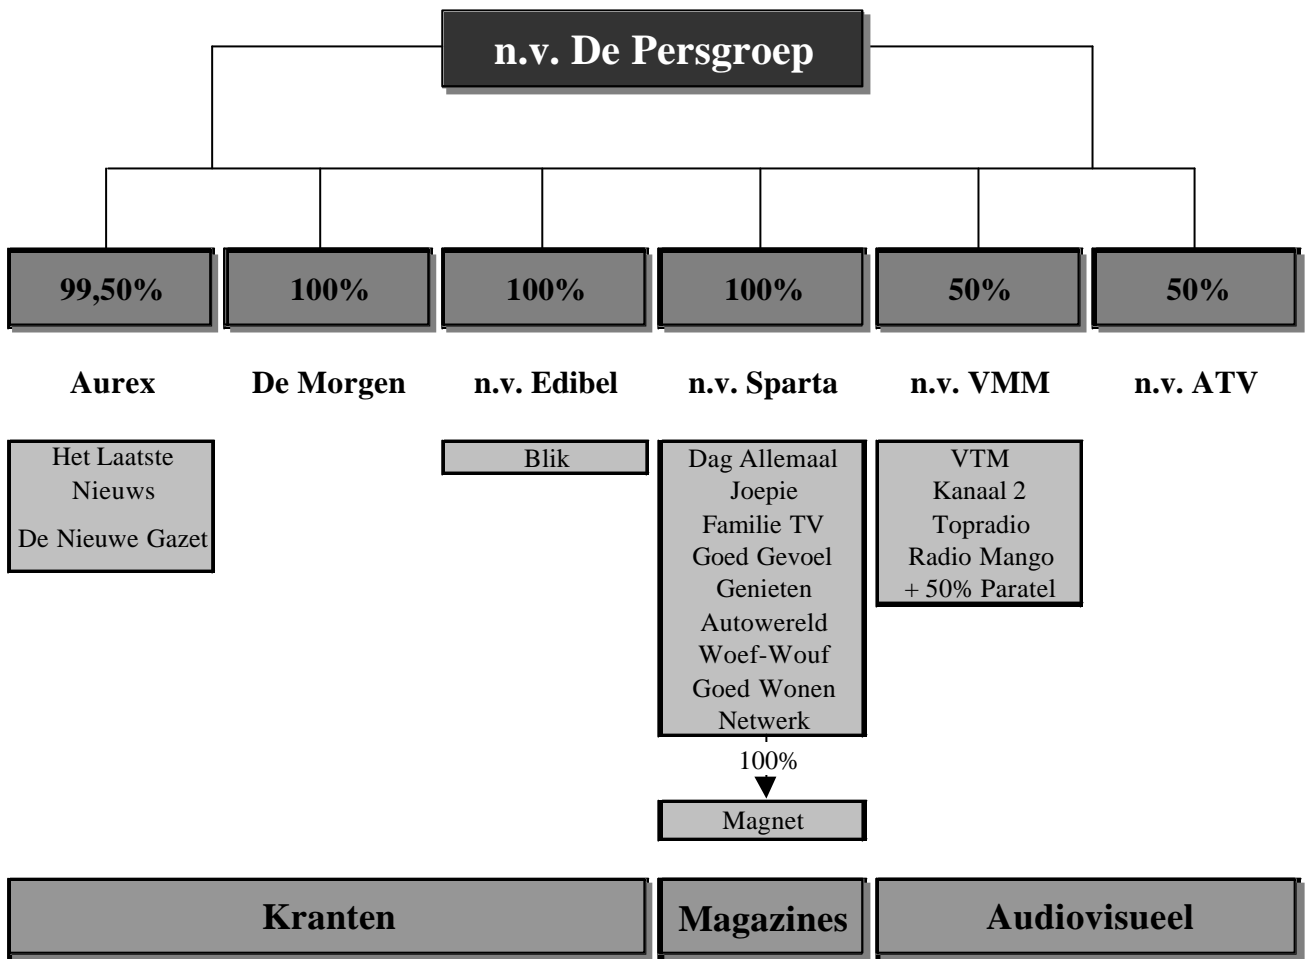 n.v. De Persgroep
99,50%
100%
100%
100%
50%
50%
Aurex
De Morgen
n.v. Edibel
n.v. Sparta
n.v. VMM
n.v. ATV
Het Laatste
Nieuws
De Nieuwe Gazet
Blik
Dag Allemaal
Joepie
Familie TV
Goed Gevoel
Genieten
Autowereld
Woef-Wouf
Goed Wonen
Netwerk
100%
Magnet
VTM
Kanaal 2
Topradio
Radio Mango
+ 50% Paratel
Kranten
Magazines
Audiovisueel